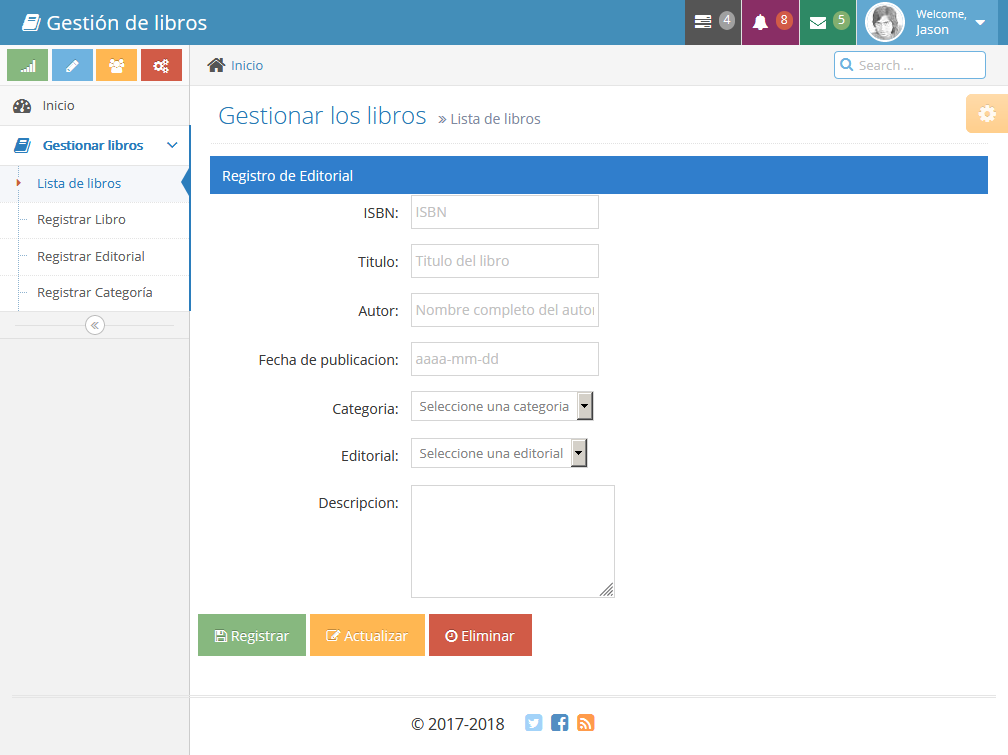 Gestión de libros
4
8
5
Welcome,
Jason
Inicio
Search ...
Inicio
Gestionar libros
Lista de libros
Registrar Libro
Registrar Editorial
Registrar Categoría
Gestionar los libros » Lista de libros
Registro de Editorial
ISBN: ISBN
Titulo: Titulo del libro
Autor: Nombre completo del autor
Fecha de publicacion: aaaa-mm-dd
Categoria: Seleccione una categoria
Editorial: Seleccione una editorial
Descripcion:
Registrar Actualizar Eliminar
© 2017-2018